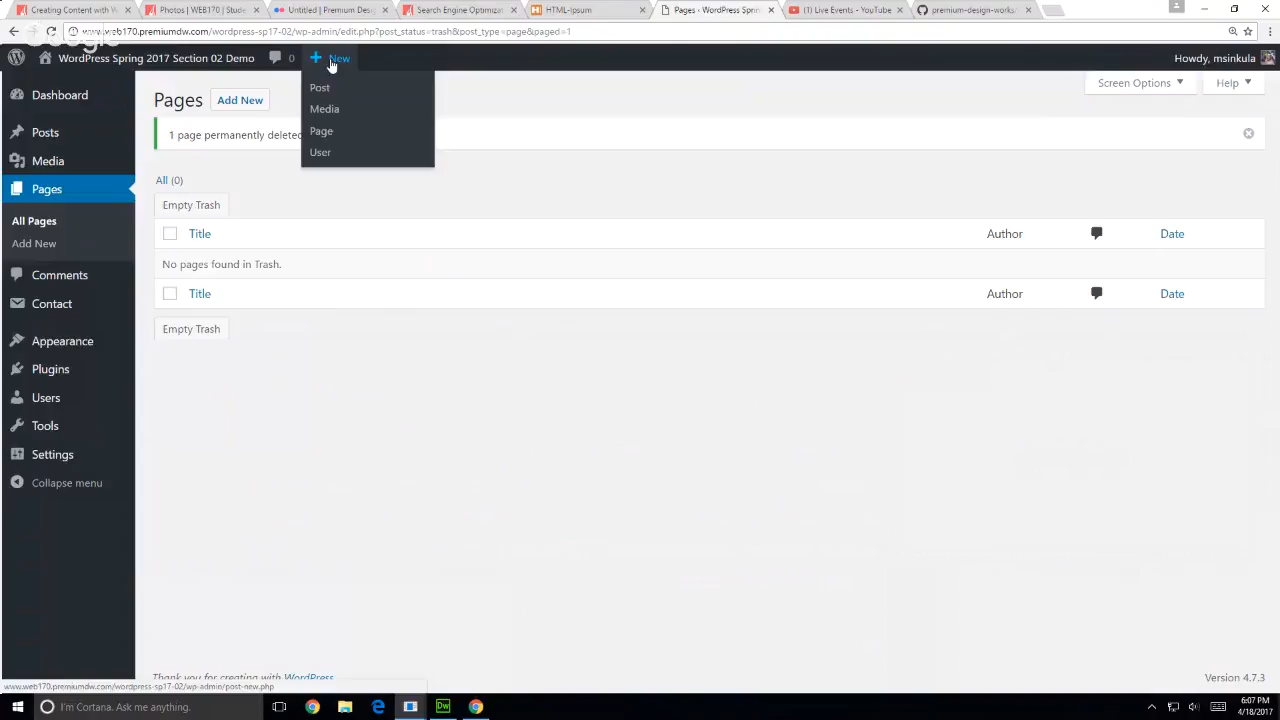 Creating Content with W
Photos | WEB170 | Stude
Untitled | Premium Desi
Search Engine Optimiza
HTML-Ipsum
Pages ‹ WordPress Sprin
(1) Live Events - YouTube
premium-design-works
www.web170.premiumdw.com/wordpress-sp17-02/wp-admin/edit.php?post_status=trash&post_type=page&paged=1
Google
WordPress Spring 2017 Section 02 Demo
0
New
Howdy, msinkula
Post
Media
Page
User
Dashboard
Posts
Media
Pages
All Pages
Add New
Comments
Contact
Appearance
Plugins
Users
Tools
Settings
Collapse menu
Pages
Add New
Screen Options
Help
1 page permanently deleted
All (0)
Empty Trash
Title
Author
Date
No pages found in Trash.
Title
Author
Date
Empty Trash
Thank you for creating with WordPress.
Version 4.7.3
www.web170.premiumdw.com/wordpress-sp17-02/wp-admin/post-new.php
I'm Cortana. Ask me anything.
Dw
6:07 PM
4/18/2017